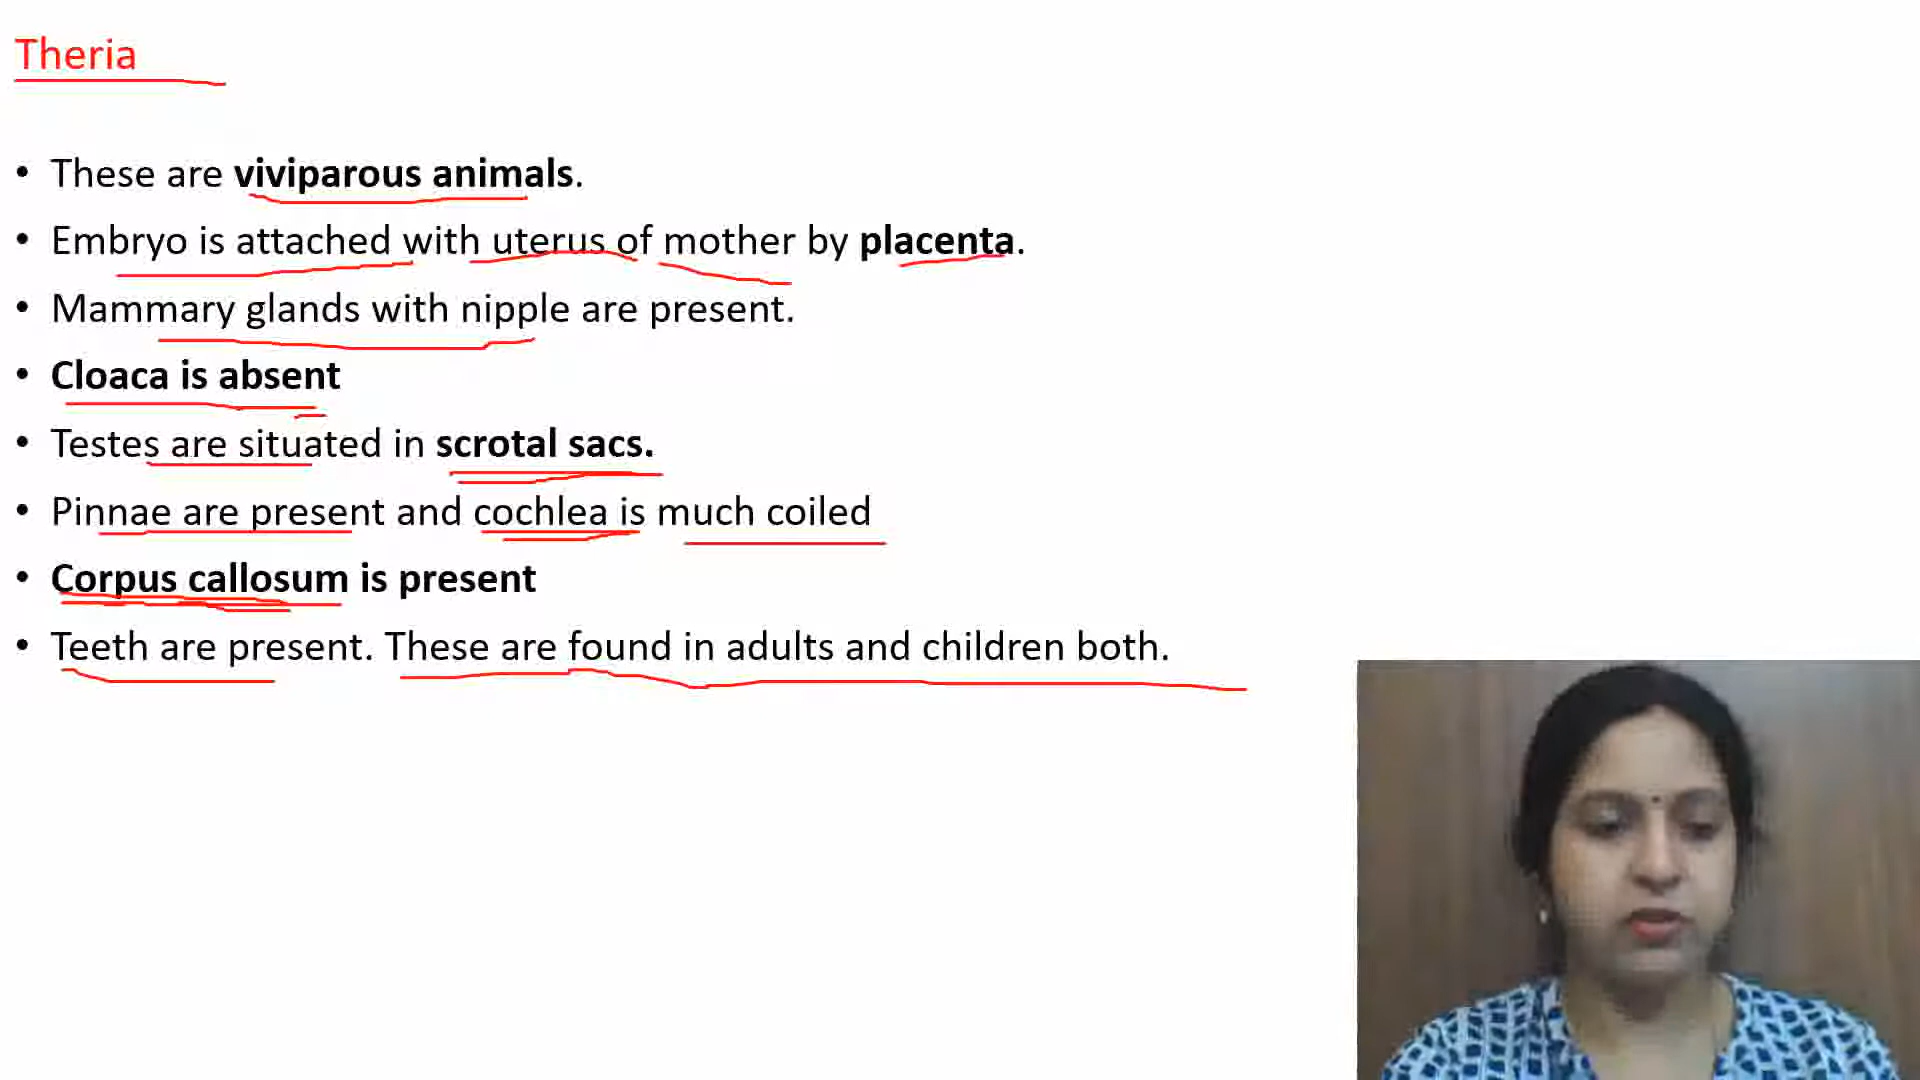 Theria
• These are viviparous animals.
• Embryo is attached with uterus of mother by placenta.
• Mammary glands with nipple are present.
• Cloaca is absent
• Testes are situated in scrotal sacs.
• Pinnae are present and cochlea is much coiled
• Corpus callosum is present
• Teeth are present. These are found in adults and children both.